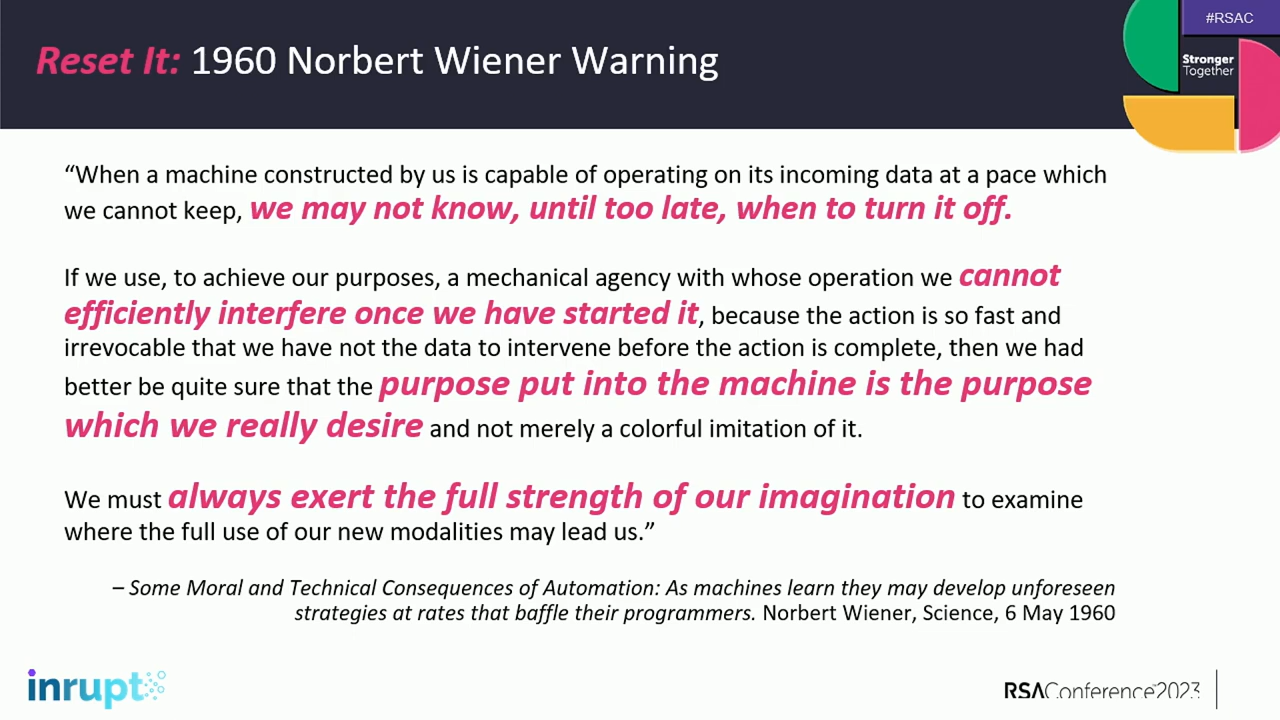 #RSAC
Reset It: 1960 Norbert Wiener Warning
Stronger
Together
“When a machine constructed by us is capable of operating on its incoming data at a pace which
we cannot keep, we may not know, until too late, when to turn it off.
If we use, to achieve our purposes, a mechanical agency with whose operation we cannot
efficiently interfere once we have started it, because the action is so fast and
irrevocable that we have not the data to intervene before the action is complete, then we had
better be quite sure that the purpose put into the machine is the purpose
which we really desire and not merely a colorful imitation of it.
We must always exert the full strength of our imagination to examine
where the full use of our new modalities may lead us.”
– Some Moral and Technical Consequences of Automation: As machines learn they may develop unforeseen
strategies at rates that baffle their programmers. Norbert Wiener, Science, 6 May 1960
inrupt
RSAConference™2023